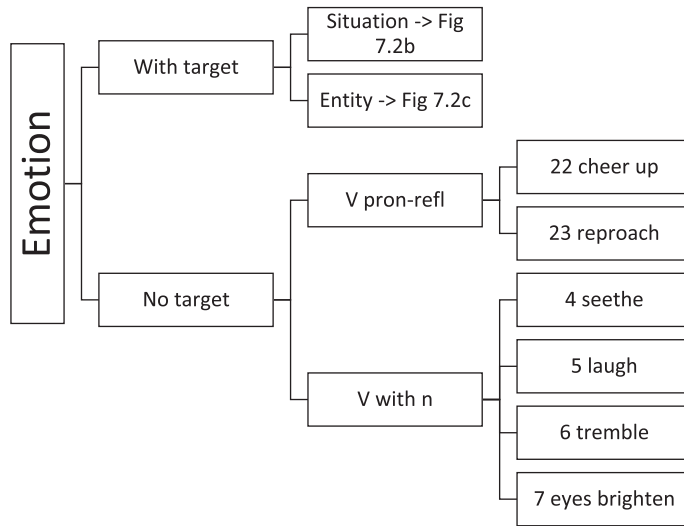 Emotion
With target
Situation -> Fig
7.2b
Entity -> Fig 7.2c
No target
V pron-refl
22 cheer up
23 reproach
V with n
4 seethe
5 laugh
6 tremble
7 eyes brighten